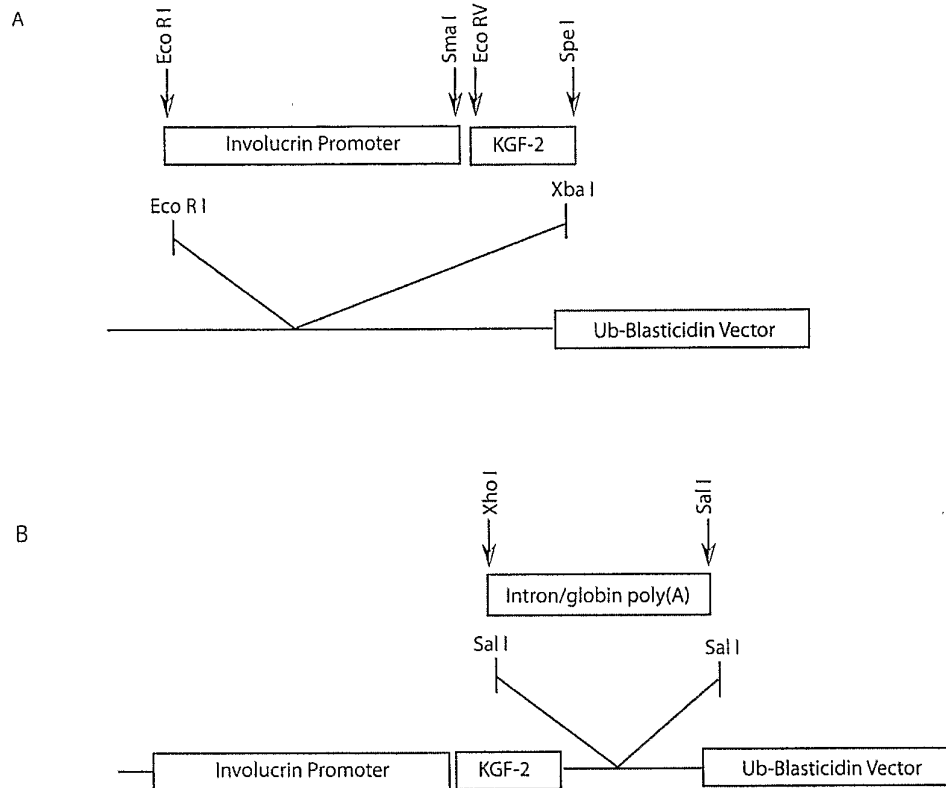 A
Eco R I
Sma I
Eco RV
Spe I
Involucrin Promoter
KGF-2
Eco R I
Xba I
Ub-Blasticidin Vector
B
Xho I
Sal I
Intron/globin poly(A)
Sal I
Sal I
Involucrin Promoter
KGF-2
Ub-Blasticidin Vector